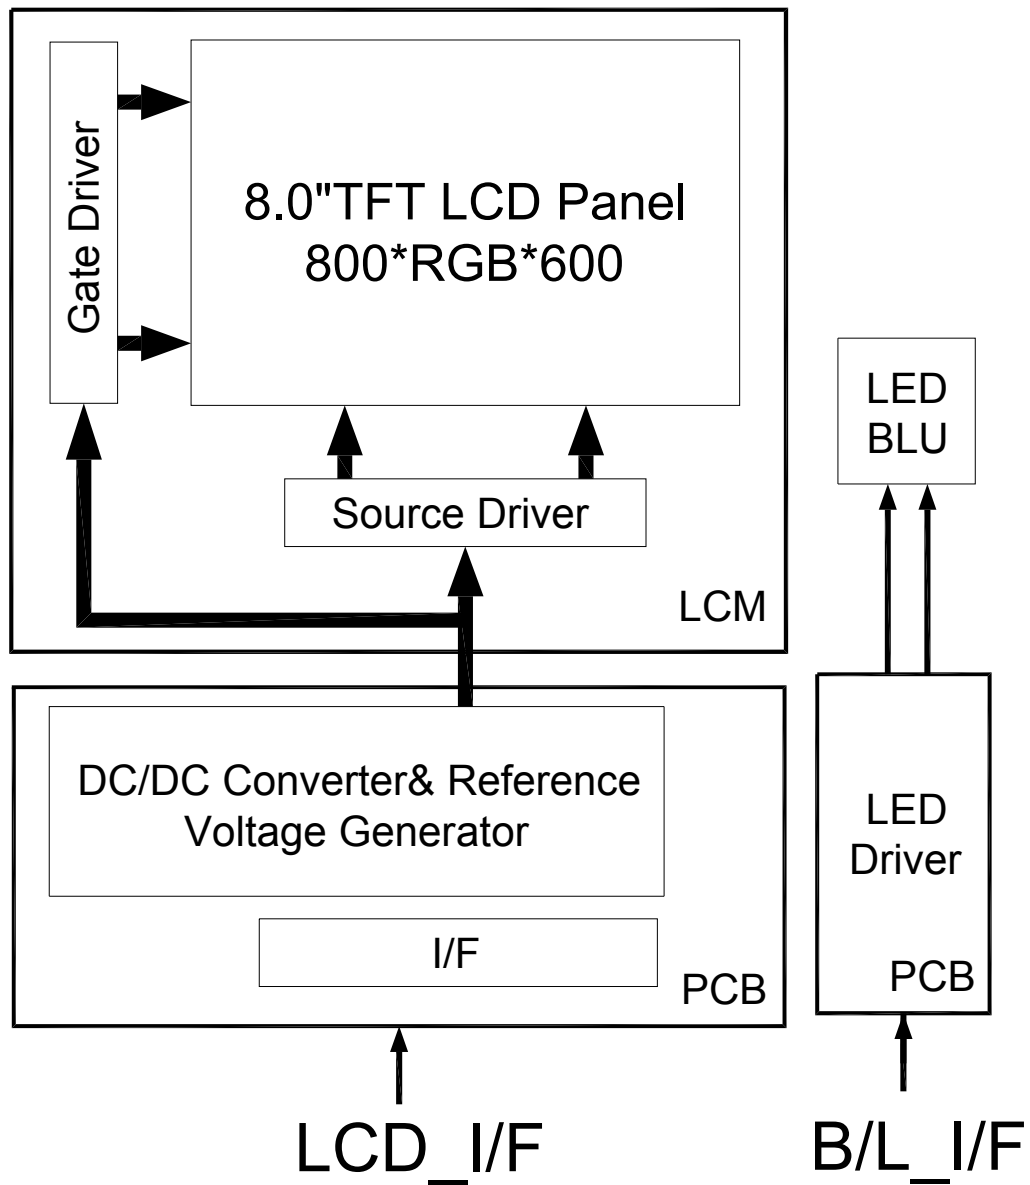 Gate Driver
8.0"TFT LCD Panel
800*RGB*600
Source Driver
LCM
LED
BLU
DC/DC Converter& Reference
Voltage Generator
I/F
PCB
LED
Driver
PCB
LCD_I/F
B/L_I/F